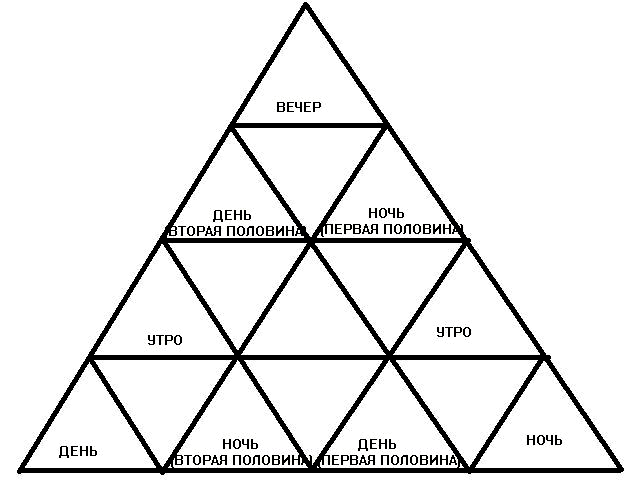 ВЕЧЕР
ДЕНЬ
(ВТОРАЯ ПОЛОВИНА)
НОЧЬ
(ПЕРВАЯ ПОЛОВИНА)
УТРО
УТРО
ДЕНЬ
НОЧЬ
(ВТОРАЯ ПОЛОВИНА)
ДЕНЬ
(ПЕРВАЯ ПОЛОВИНА)
НОЧЬ